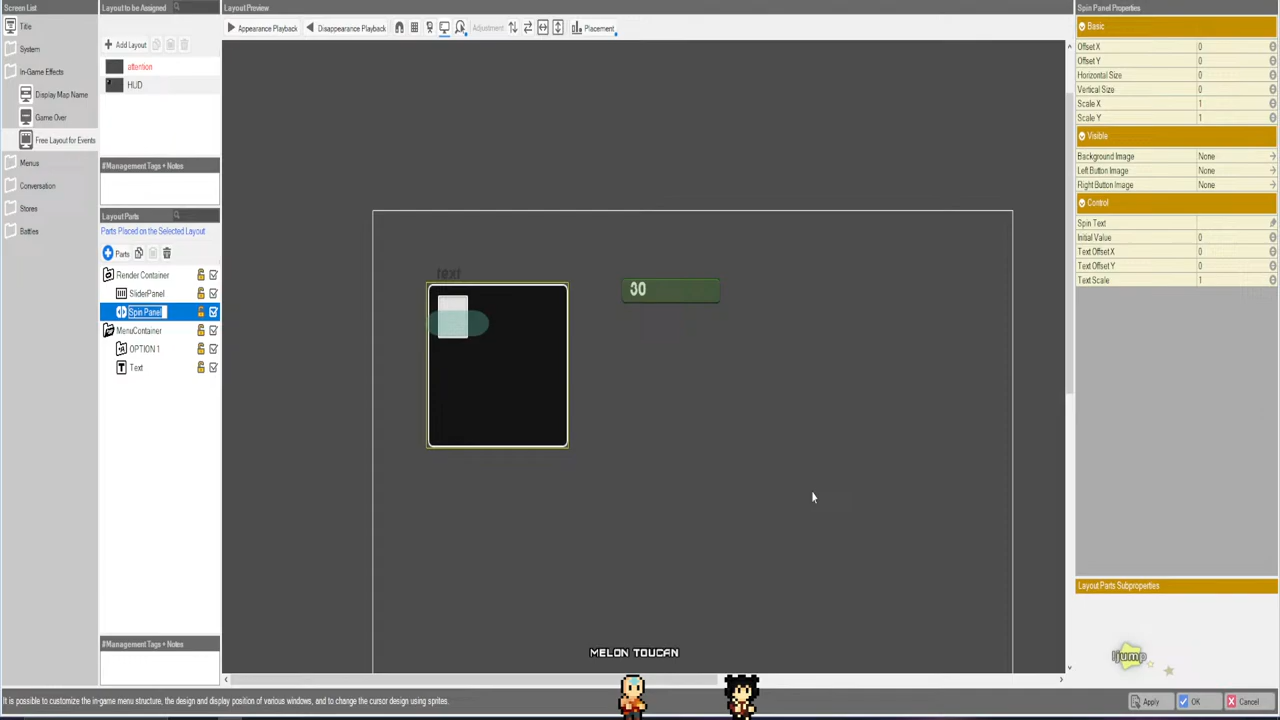 Screen List
Title
System
In-Game Effects
Display Map Name
Game Over
Free Layout for Events
Menus
Conversation
Stores
Battles
Layout to be Assigned
Add Layout
attention
HUD
#Management Tags + Notes
Layout Parts
Parts Placed on the Selected Layout
Parts
Render Container
SliderPanel
Spin Panel
MenuContainer
OPTION 1
Text
#Management Tags + Notes
Layout Preview
Appearance Playback
Disappearance Playback
Adjustment:
Placement
text
30
MELON TOUCAN
Spin Panel Properties
Basic
Offset X 0
Offset Y 0
Horizontal Size 0
Vertical Size 0
Scale X 1
Scale Y 1
Visible
Background Image None
Left Button Image None
Right Button Image None
Control
Spin Text
Initial Value 0
Text Offset X 0
Text Offset Y 0
Text Scale 1
Layout Parts Subproperties
jump
It is possible to customize the in-game menu structure, the design and display position of various windows, and to change the cursor design using sprites.
Apply
OK
Cancel